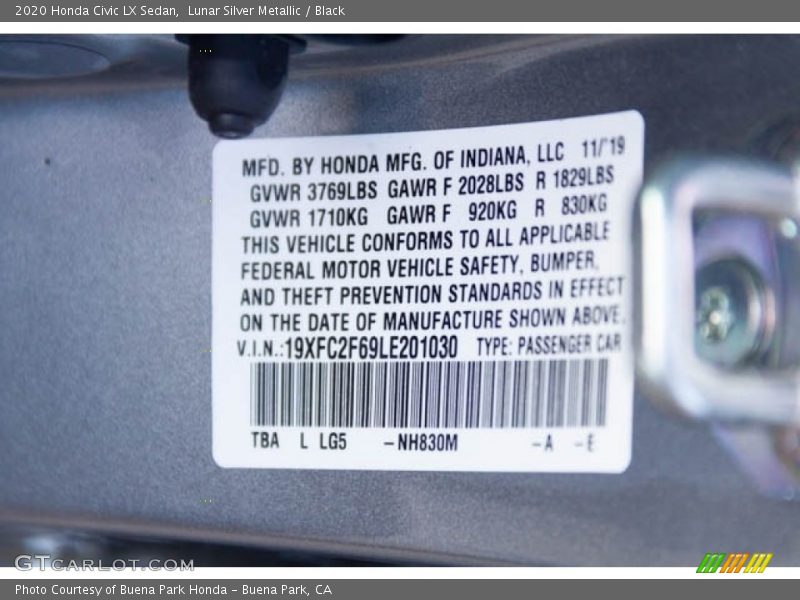 2020 Honda Civic LX Sedan,  Lunar Silver Metallic / Black
MFD. BY HONDA MFG. OF INDIANA, LLC  11/'19
GVWR 3769LBS  GAWR F 2028LBS  R 1829LBS
GVWR 1710KG  GAWR F  920KG  R  830KG
THIS VEHICLE CONFORMS TO ALL APPLICABLE
FEDERAL MOTOR VEHICLE SAFETY, BUMPER,
AND THEFT PREVENTION STANDARDS IN EFFECT
ON THE DATE OF MANUFACTURE SHOWN ABOVE.
V.I.N.:19XFC2F69LE201030  TYPE: PASSENGER CAR
TBA  L  LG5  -NH830M  -A  -E
GTCARLOT.COM
Photo Courtesy of Buena Park Honda - Buena Park, CA